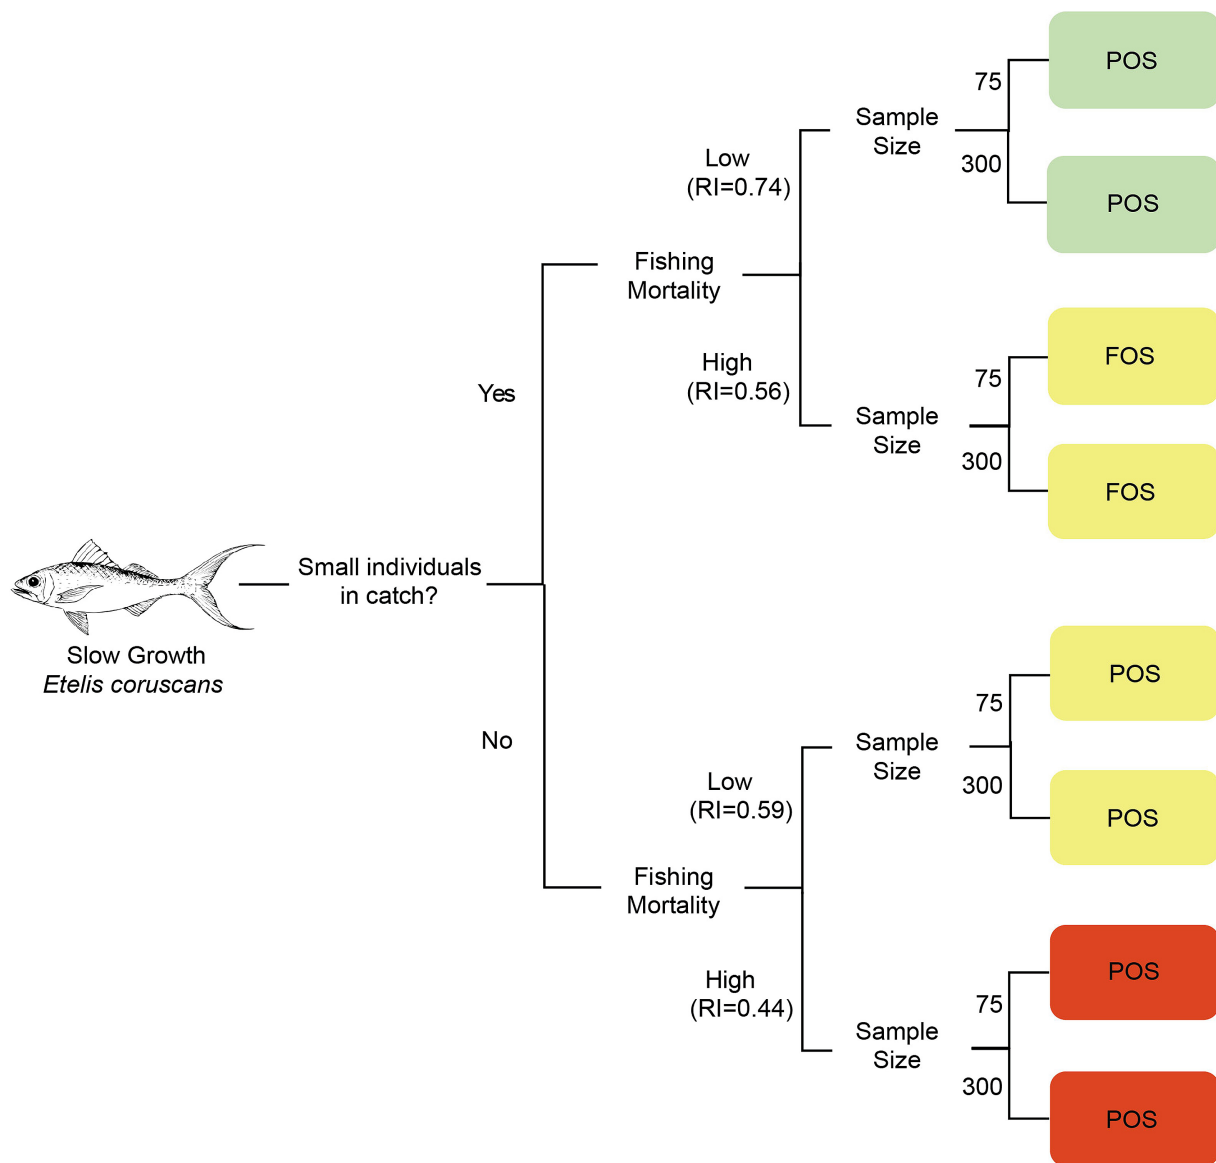 75
POS
Sample
Size
300
POS
Low
(RI=0.74)
Fishing
Mortality
High
(RI=0.56)
75
FOS
Sample
Size
300
FOS
Yes
Small individuals
in catch?
Slow Growth
Etelis coruscans
No
75
POS
Sample
Size
300
POS
Low
(RI=0.59)
Fishing
Mortality
High
(RI=0.44)
75
POS
Sample
Size
300
POS